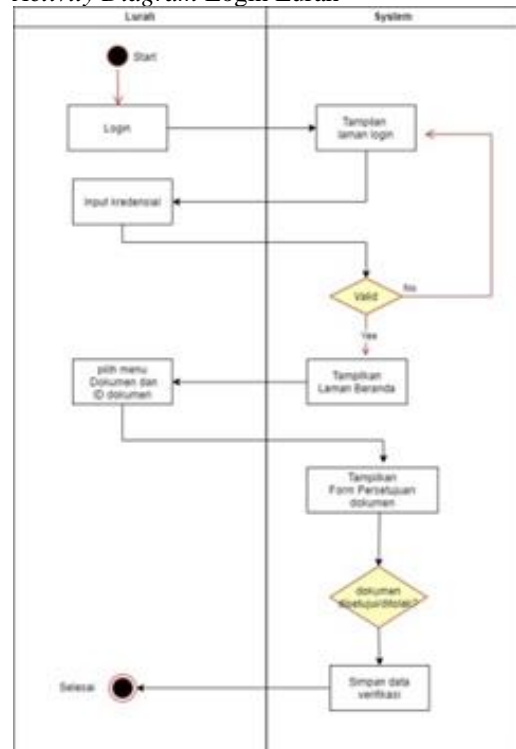 Activity Diagram Login Lurah
Lurah
System
Start
Login
Tampilan
laman login
Input kredensial
Valid
No
Yes
pilih menu
Dokumen dan
ID dokumen
Tampilkan
Laman Beranda
Tampilkan
Form Persetujuan
dokumen
dokumen
disetujui/ditolak?
Simpan data
verifikasi
Selesai